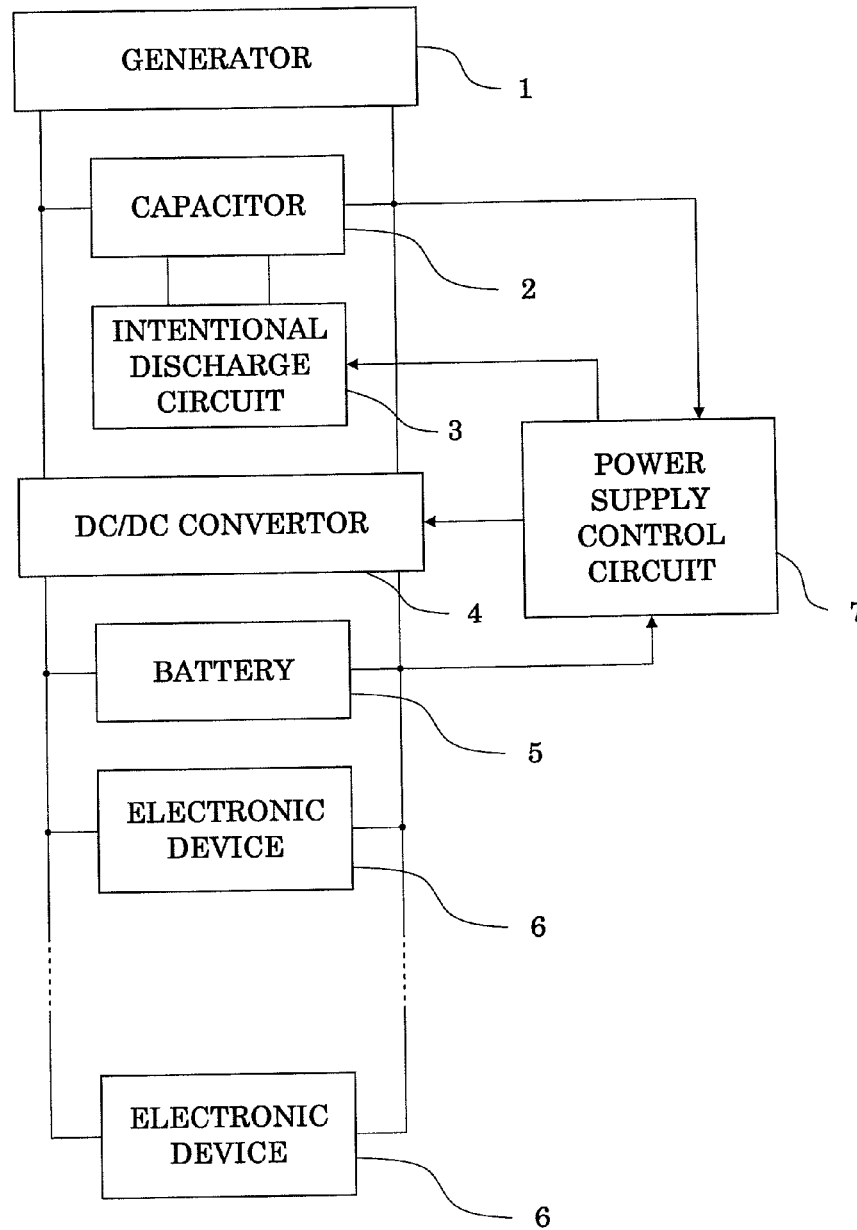 GENERATOR
1
CAPACITOR
2
INTENTIONAL
DISCHARGE
CIRCUIT
3
POWER
SUPPLY
CONTROL
CIRCUIT
7
DC/DC CONVERTOR
4
BATTERY
5
ELECTRONIC
DEVICE
6
ELECTRONIC
DEVICE
6